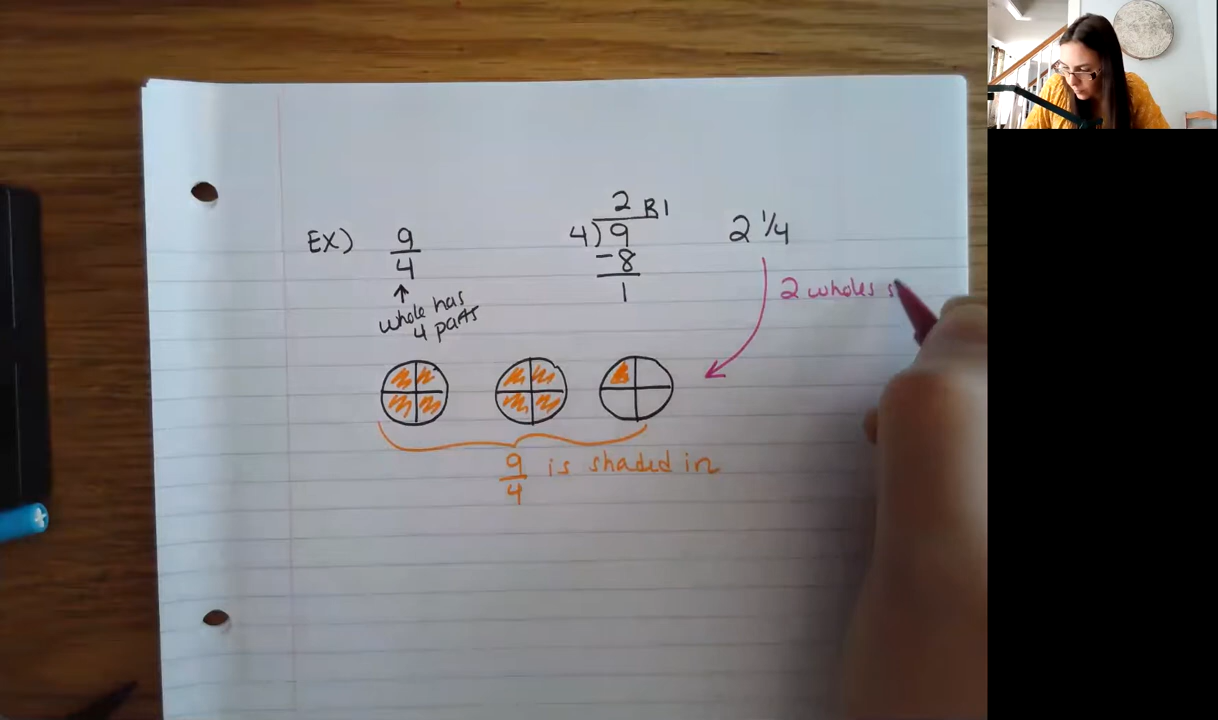 EX) 9/4
whole has
4 parts
2 R1
4)9
-8
1
2 1/4
2 wholes s
9/4 is shaded in